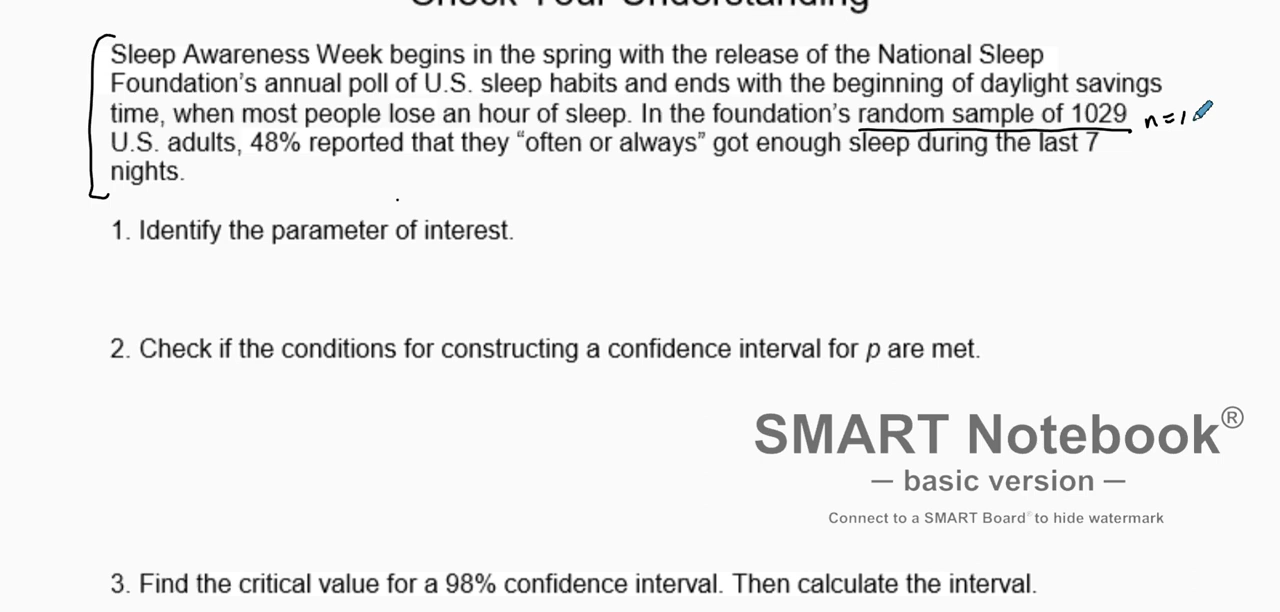 Check Your Understanding
Sleep Awareness Week begins in the spring with the release of the National Sleep
Foundation’s annual poll of U.S. sleep habits and ends with the beginning of daylight savings
time, when most people lose an hour of sleep. In the foundation’s random sample of 1029 n=1
U.S. adults, 48% reported that they “often or always” got enough sleep during the last 7
nights.
1. Identify the parameter of interest.
2. Check if the conditions for constructing a confidence interval for p are met.
SMART Notebook®
— basic version —
Connect to a SMART Board® to hide watermark
3. Find the critical value for a 98% confidence interval. Then calculate the interval.